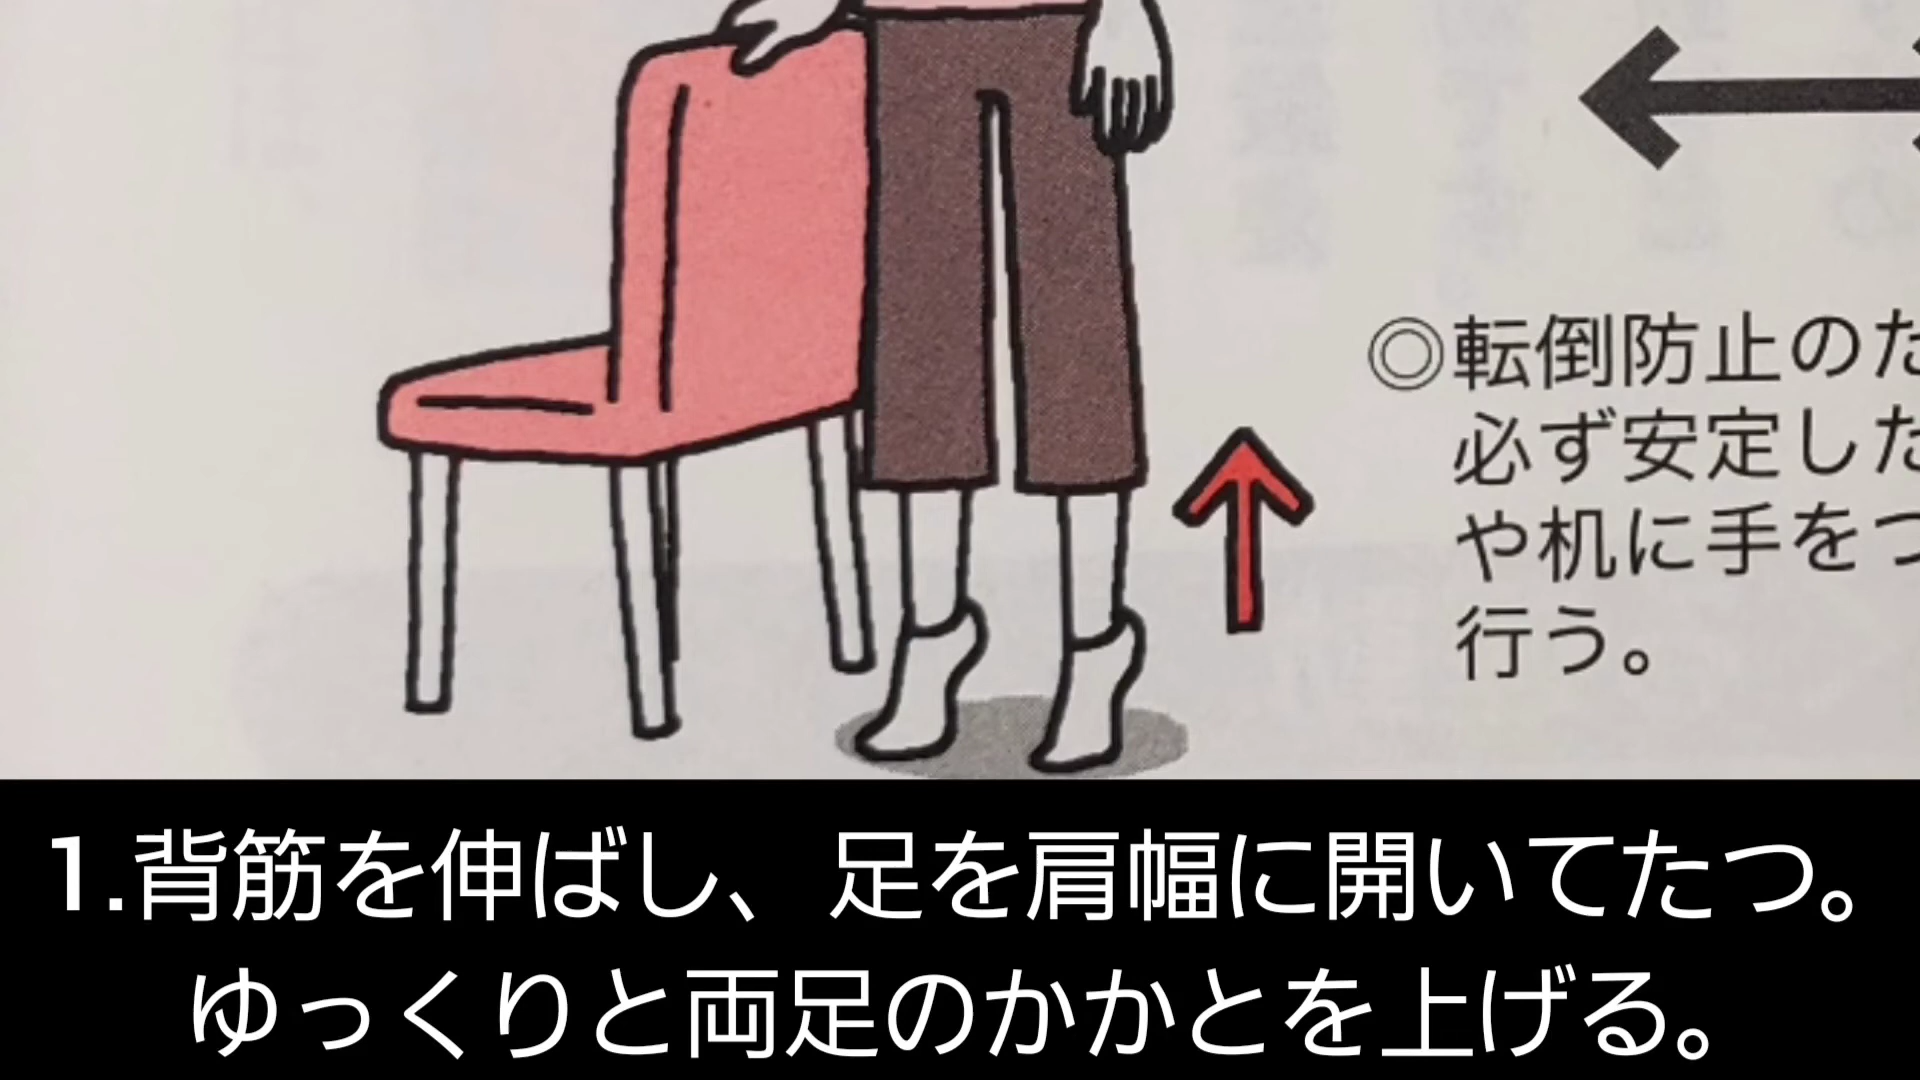 ◎転倒防止のた
必ず安定した
や机に手をつ
行う。
1.背筋を伸ばし、足を肩幅に開いてたつ。
ゆっくりと両足のかかとを上げる。